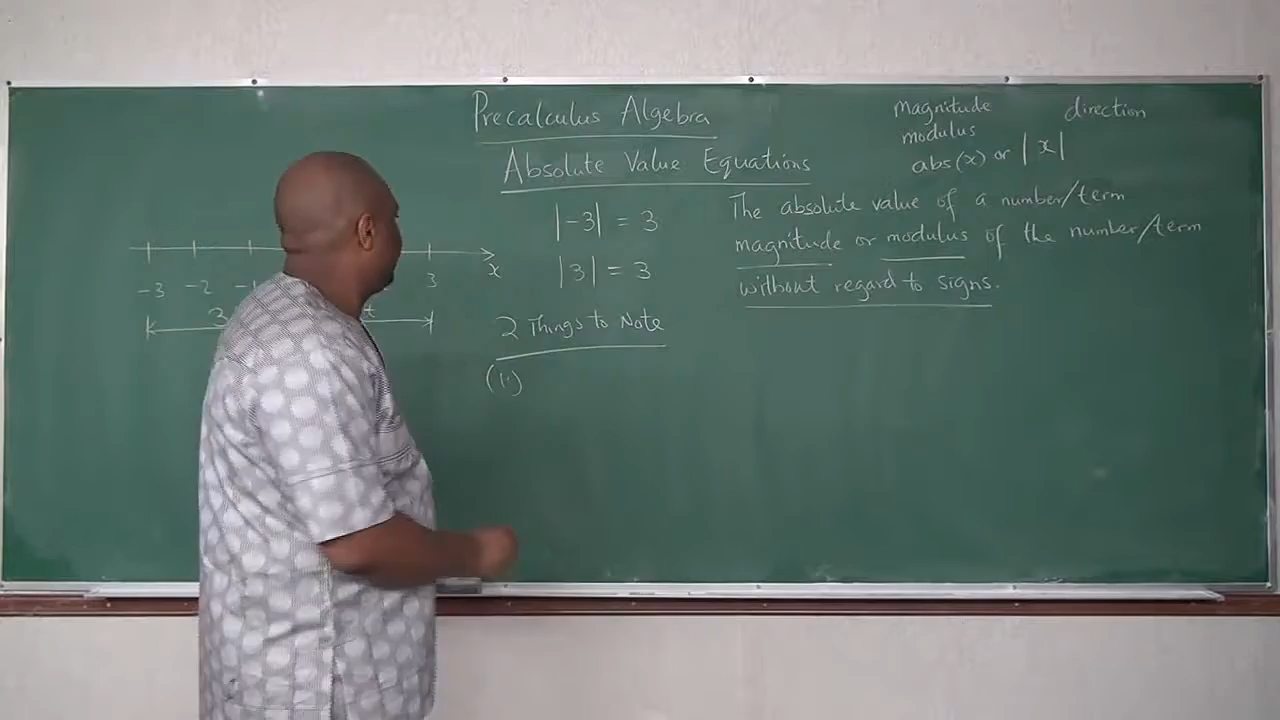 Precalculus Algebra
Absolute Value Equations
|-3| = 3
|3| = 3
2 Things to Note
(1.)
magnitude direction
modulus
abs(x) or |x|
The absolute value of a number/term
magnitude or modulus of the number/term
without regard to signs.
-3 -2 -1 3 x
3